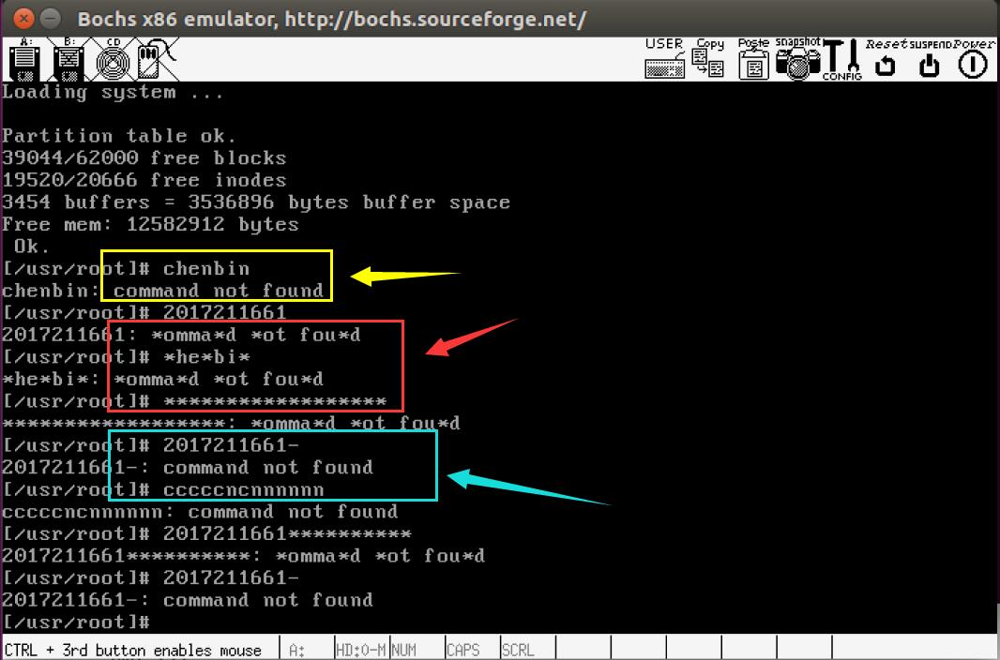 Bochs x86 emulator, http://bochs.sourceforge.net/
A: B: CD USER Copy Paste snapshot CONFIG Reset SUSPEND Power
Loading system ...
Partition table ok.
39044/62000 free blocks
19520/20666 free inodes
3454 buffers = 3536896 bytes buffer space
Free mem: 12582912 bytes
Ok.
[/usr/root]# chenbin
chenbin: command not found
[/usr/root]# 2017211661
2017211661: *omma*d *ot fou*d
[/usr/root]# *he*bi*
*he*bi*: *omma*d *ot fou*d
[/usr/root]# ******************
******************: *omma*d *ot fou*d
[/usr/root]# 2017211661-
2017211661-: command not found
[/usr/root]# cccccncnnnnnn
cccccncnnnnnn: command not found
[/usr/root]# 2017211661**********
2017211661**********: *omma*d *ot fou*d
[/usr/root]# 2017211661-
2017211661-: command not found
[/usr/root]#
CTRL + 3rd button enables mouse A: HD:0-M NUM CAPS SCRL